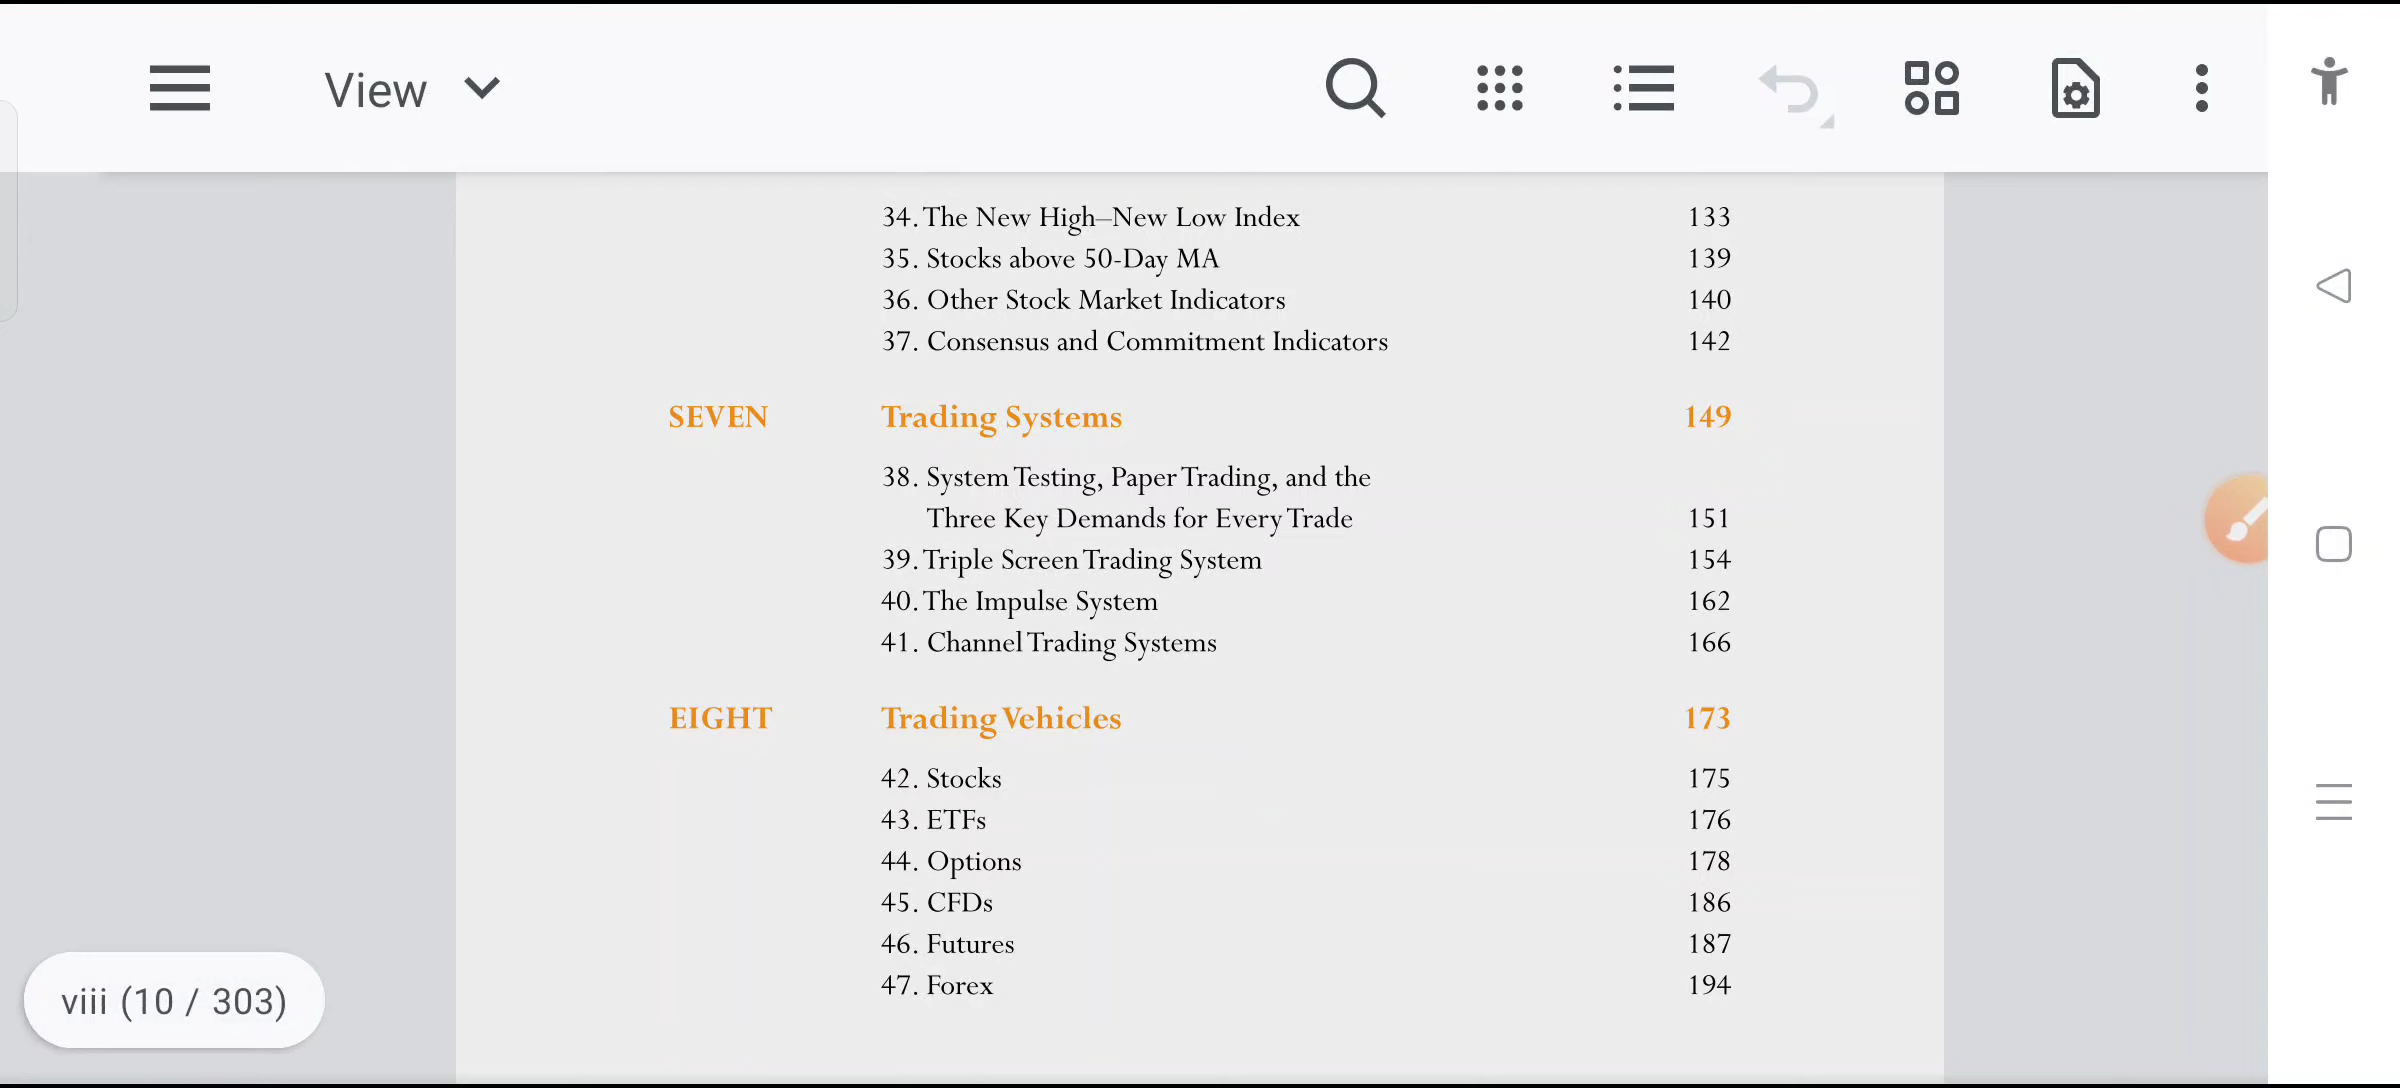 View
34. The New High–New Low Index 133
35. Stocks above 50-Day MA 139
36. Other Stock Market Indicators 140
37. Consensus and Commitment Indicators 142
SEVEN Trading Systems 149
38. System Testing, Paper Trading, and the
Three Key Demands for Every Trade 151
39. Triple Screen Trading System 154
40. The Impulse System 162
41. Channel Trading Systems 166
EIGHT Trading Vehicles 173
42. Stocks 175
43. ETFs 176
44. Options 178
45. CFDs 186
46. Futures 187
47. Forex 194
viii (10 / 303)